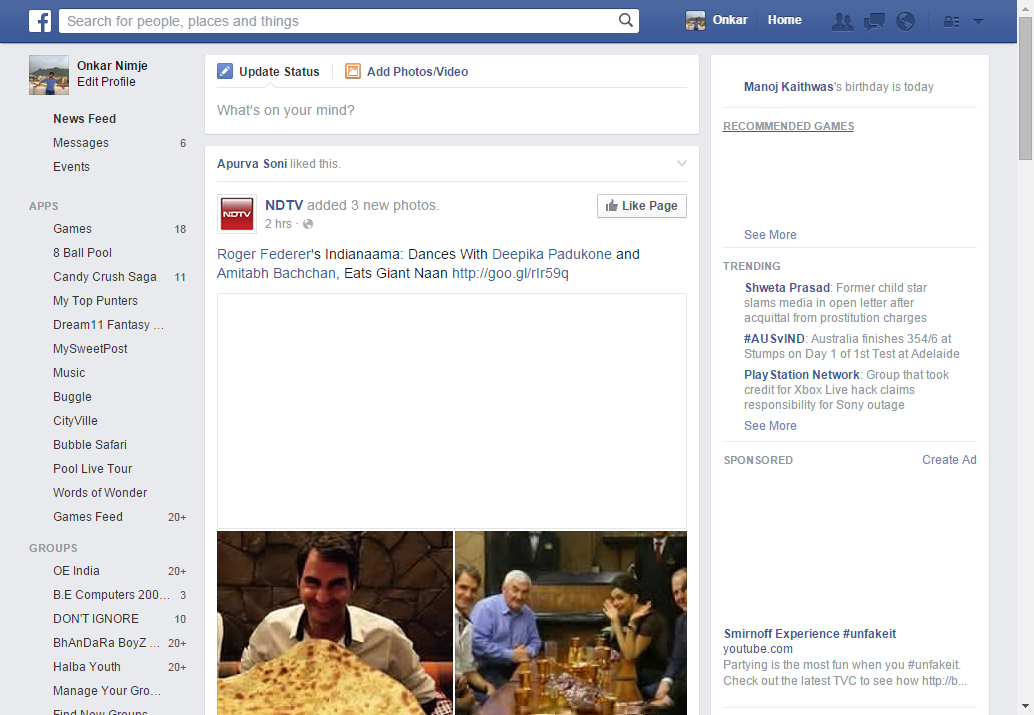 Search for people, places and things
Onkar
Home
Onkar Nimje
Edit Profile
News Feed
Messages 6
Events
APPS
Games 18
8 Ball Pool
Candy Crush Saga 11
My Top Punters
Dream11 Fantasy ...
MySweetPost
Music
Buggle
CityVille
Bubble Safari
Pool Live Tour
Words of Wonder
Games Feed 20+
GROUPS
OE India 20+
B.E Computers 200... 3
DON'T IGNORE 10
BhAnDaRa BoyZ ... 20+
Halba Youth 20+
Manage Your Gro...
Find New Groups
Update Status
Add Photos/Video
What's on your mind?
Apurva Soni liked this.
NDTV
NDTV added 3 new photos.
2 hrs ·
Like Page
Roger Federer's Indianaama: Dances With Deepika Padukone and
Amitabh Bachchan, Eats Giant Naan http://goo.gl/rIr59q
Manoj Kaithwas's birthday is today
RECOMMENDED GAMES
See More
TRENDING
Shweta Prasad: Former child star
slams media in open letter after
acquittal from prostitution charges
#AUSvIND: Australia finishes 354/6 at
Stumps on Day 1 of 1st Test at Adelaide
PlayStation Network: Group that took
credit for Xbox Live hack claims
responsibility for Sony outage
See More
SPONSORED
Create Ad
Smirnoff Experience #unfakeit
youtube.com
Partying is the most fun when you #unfakeit.
Check out the latest TVC to see how http://b...